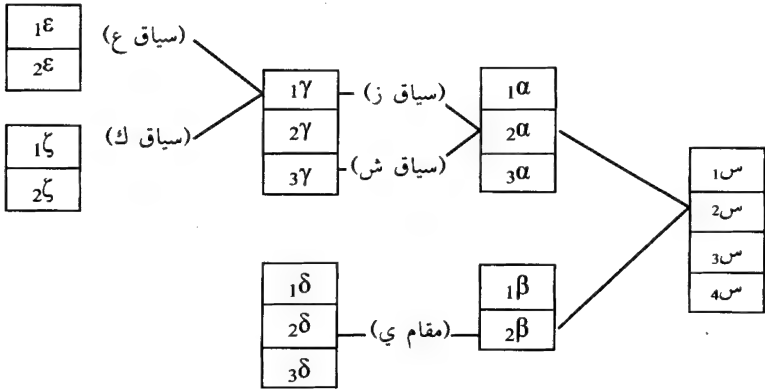 س1
س2
س3
س4
α1
α2
α3
β1
β2
(سياق ز)
(سياق ش)
(مقام ي)
γ1
γ2
γ3
δ1
δ2
δ3
(سياق ع)
(سياق ك)
ε1
ε2
ζ1
ζ2